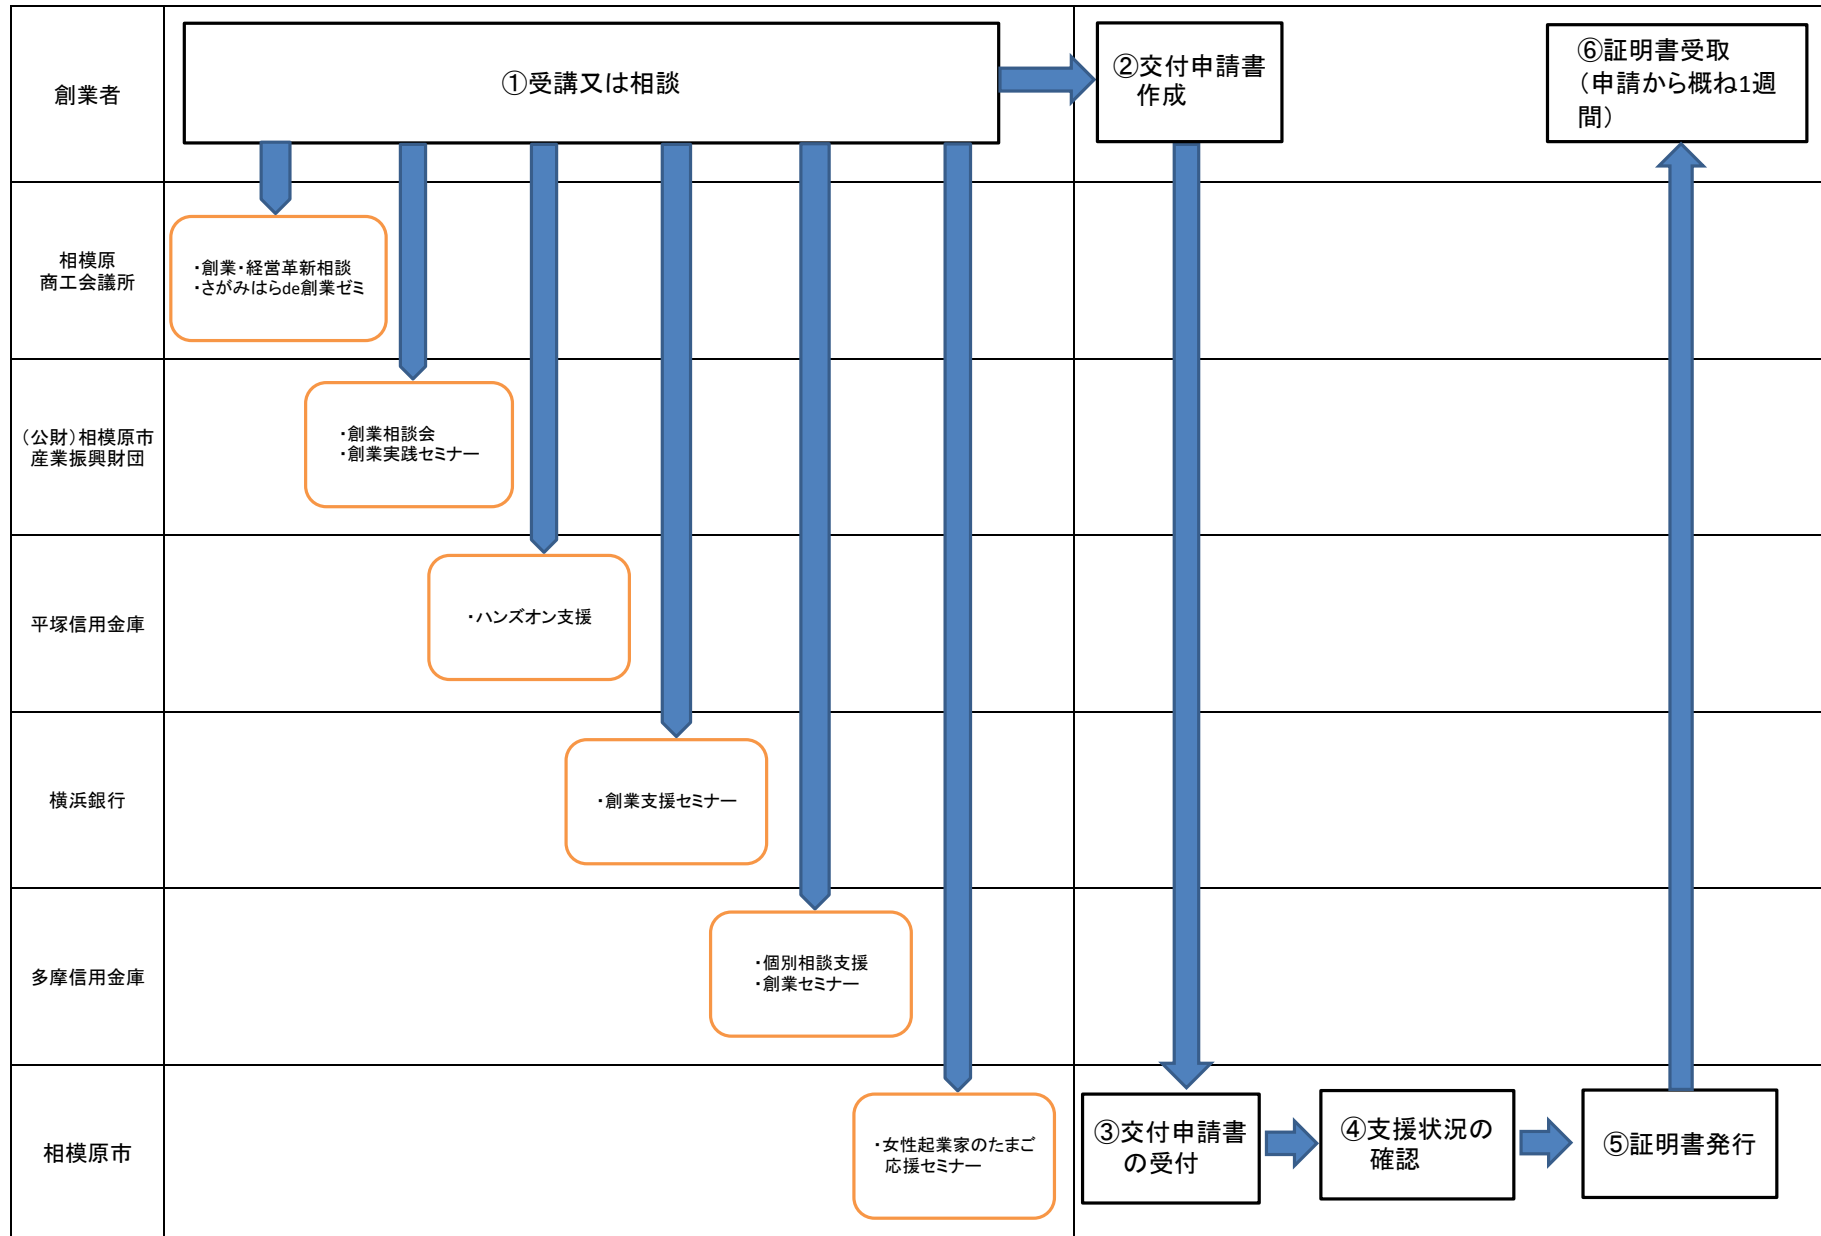 創業者
①受講又は相談
②交付申請書
作成
⑥証明書受取
（申請から概ね1週
間）
相模原
商工会議所
・創業・経営革新相談
・さがみはらde創業ゼミ
（公財）相模原市
産業振興財団
・創業相談会
・創業実践セミナー
平塚信用金庫
・ハンズオン支援
横浜銀行
・創業支援セミナー
多摩信用金庫
・個別相談支援
・創業セミナー
相模原市
・女性起業家のたまご
応援セミナー
③交付申請書
の受付
④支援状況の
確認
⑤証明書発行